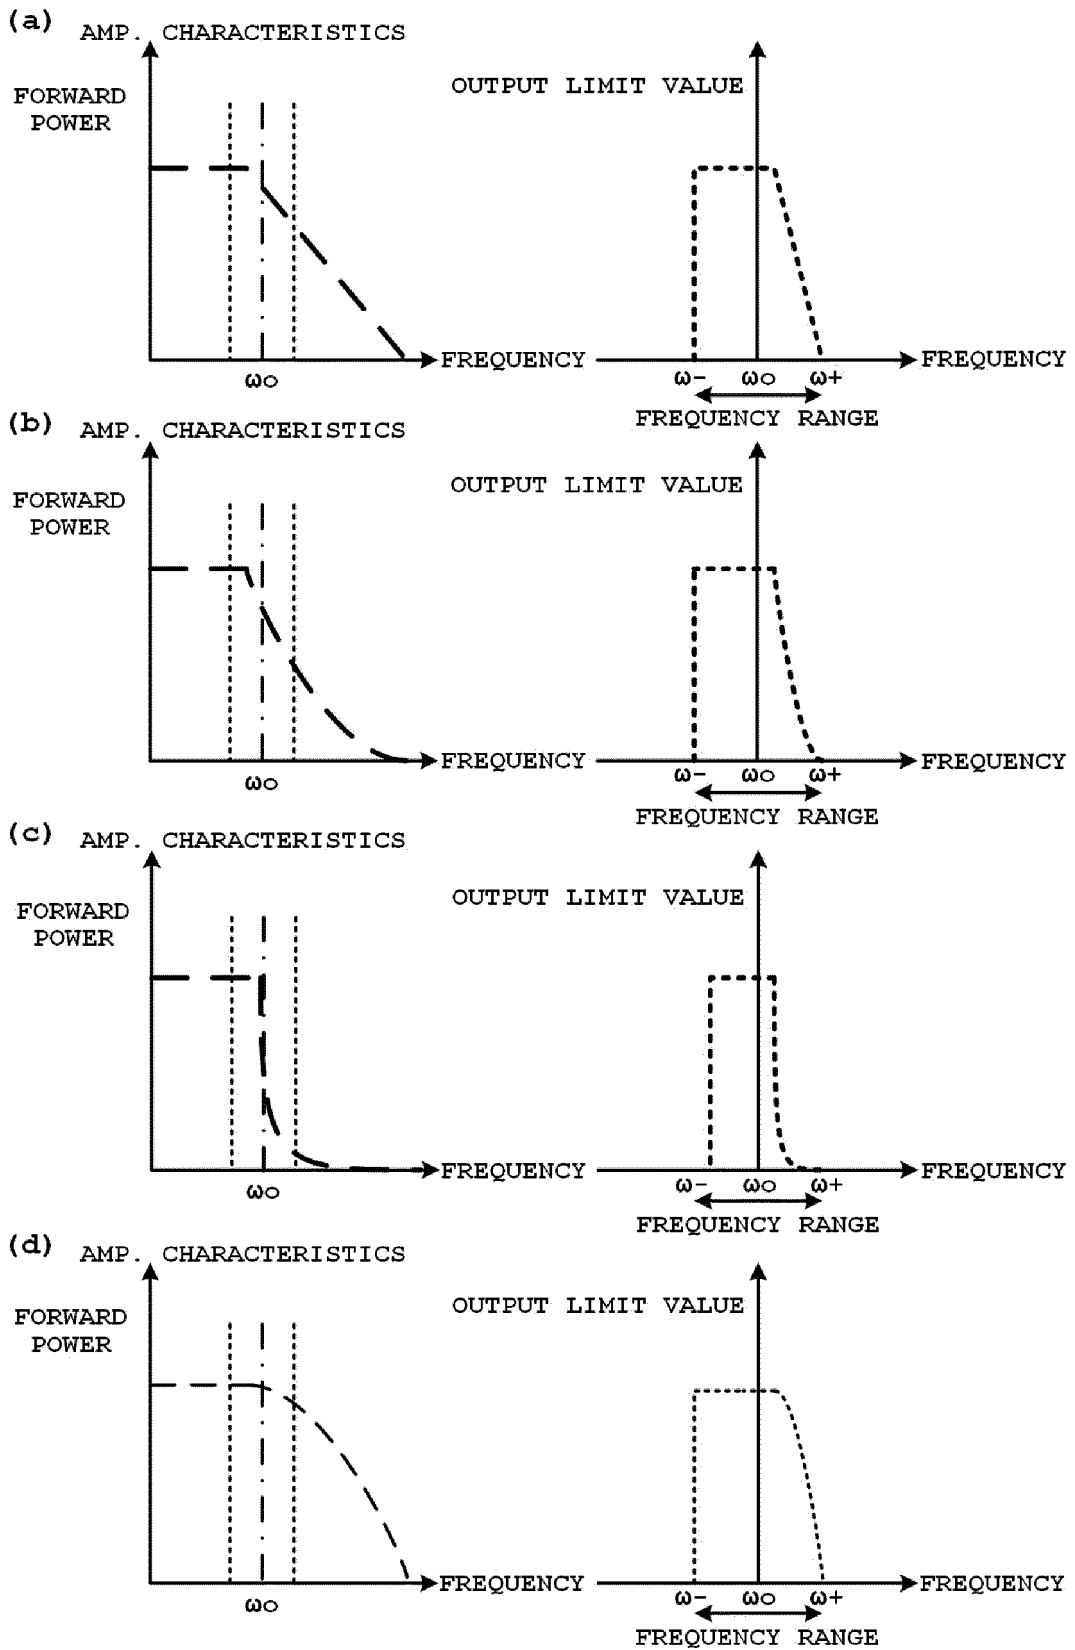 (a)
AMP. CHARACTERISTICS
FORWARD
POWER
OUTPUT LIMIT VALUE
FREQUENCY
FREQUENCY
ωo
ω- ωo ω+
FREQUENCY RANGE
(b)
AMP. CHARACTERISTICS
FORWARD
POWER
OUTPUT LIMIT VALUE
FREQUENCY
FREQUENCY
ωo
ω- ωo ω+
FREQUENCY RANGE
(c)
AMP. CHARACTERISTICS
FORWARD
POWER
OUTPUT LIMIT VALUE
FREQUENCY
FREQUENCY
ωo
ω- ωo ω+
FREQUENCY RANGE
(d)
AMP. CHARACTERISTICS
FORWARD
POWER
OUTPUT LIMIT VALUE
FREQUENCY
FREQUENCY
ωo
ω- ωo ω+
FREQUENCY RANGE